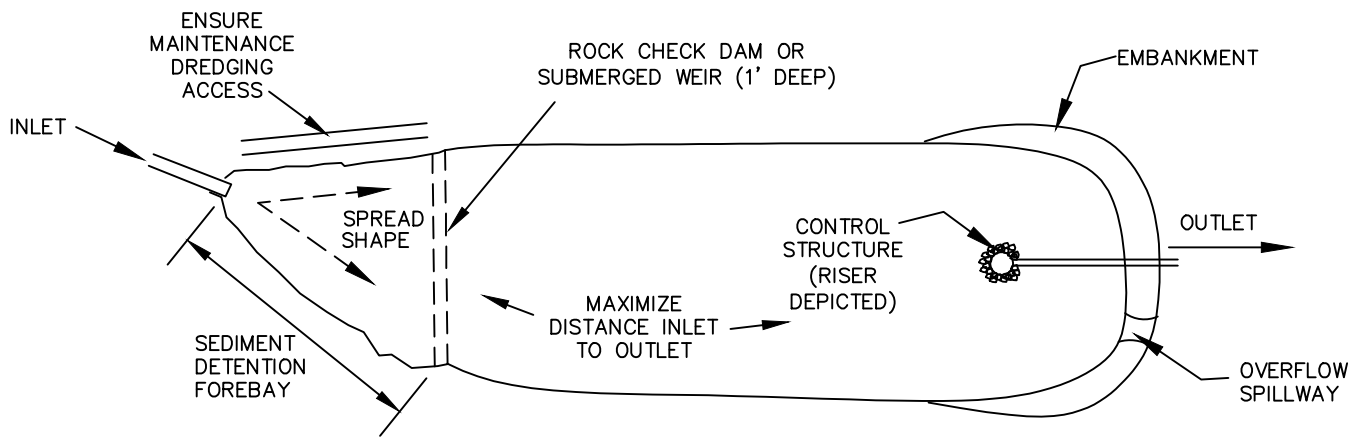 ENSURE
MAINTENANCE
DREDGING
ACCESS
ROCK CHECK DAM OR
SUBMERGED WEIR (1' DEEP)
EMBANKMENT
INLET
SPREAD
SHAPE
CONTROL
STRUCTURE
(RISER
DEPICTED)
OUTLET
MAXIMIZE
DISTANCE INLET
TO OUTLET
SEDIMENT
DETENTION
FOREBAY
OVERFLOW
SPILLWAY